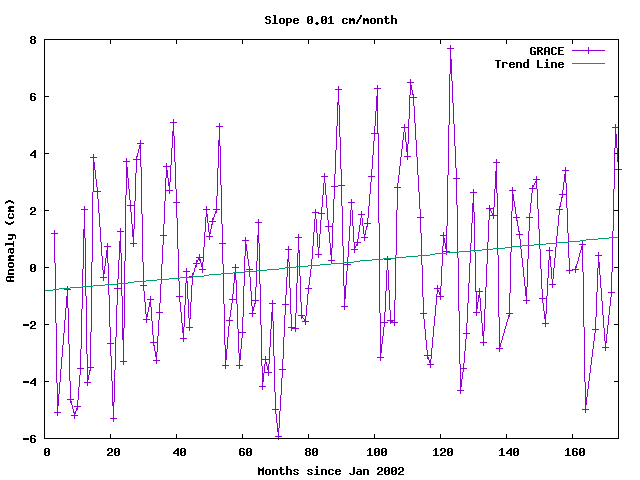 Slope 0.01 cm/month
GRACE
Trend Line
Anomaly (cm)
8
6
4
2
0
-2
-4
-6
0 20 40 60 80 100 120 140 160
Months since Jan 2002